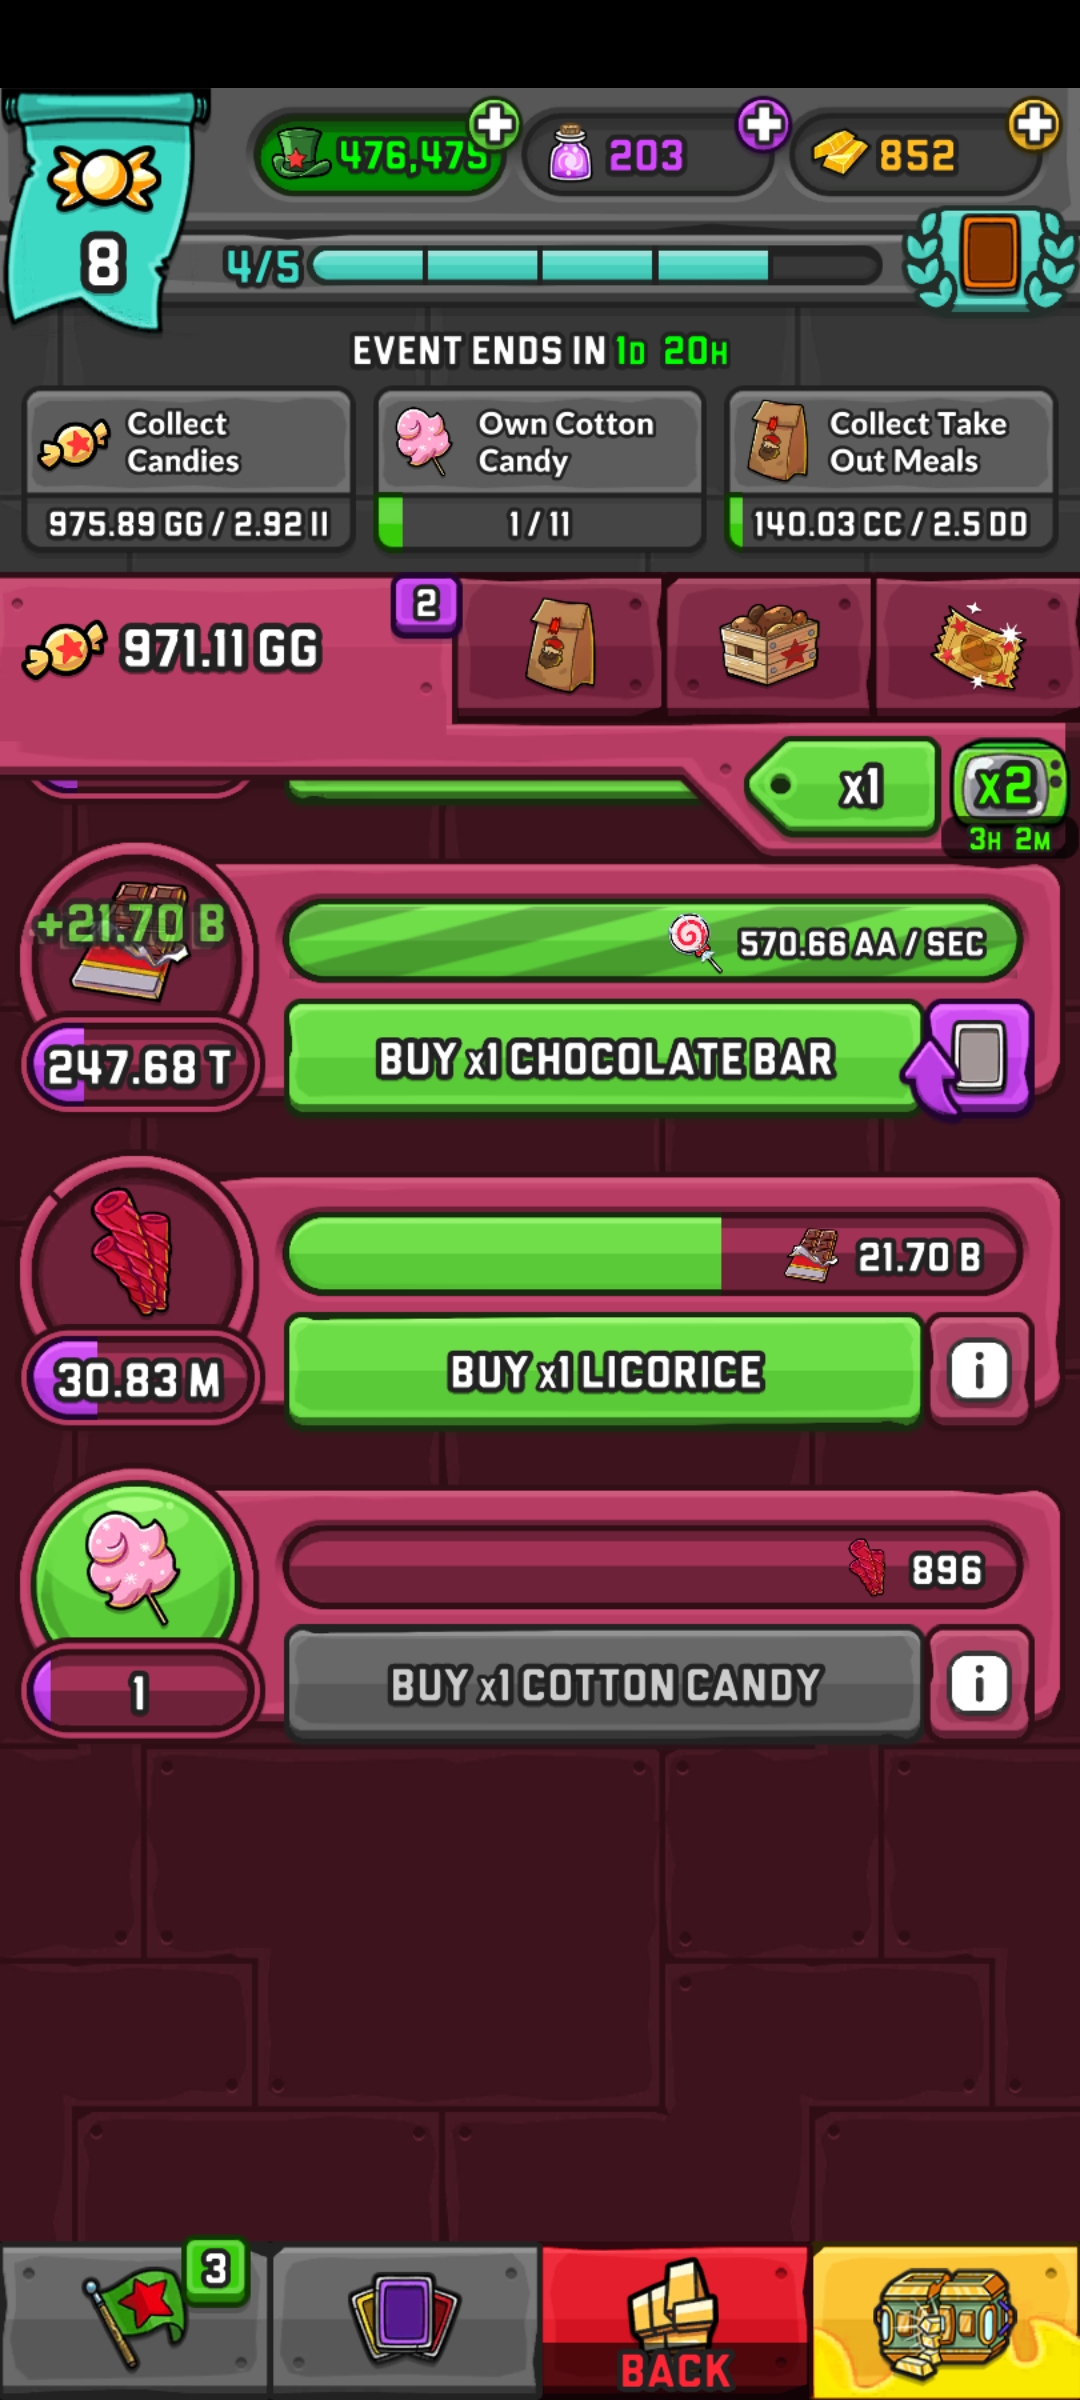 476,475
203
852
8
4/5
EVENT ENDS IN 1D 20H
Collect
Candies
975.89 GG / 2.92 II
Own Cotton
Candy
1 / 11
Collect Take
Out Meals
140.03 CC / 2.5 DD
971.11 GG
2
x1
x2
3H 2M
+21.70 B
570.66 AA / SEC
247.68 T
BUY x1 CHOCOLATE BAR
21.70 B
30.83 M
BUY x1 LICORICE
i
896
1
BUY x1 COTTON CANDY
i
3
BACK